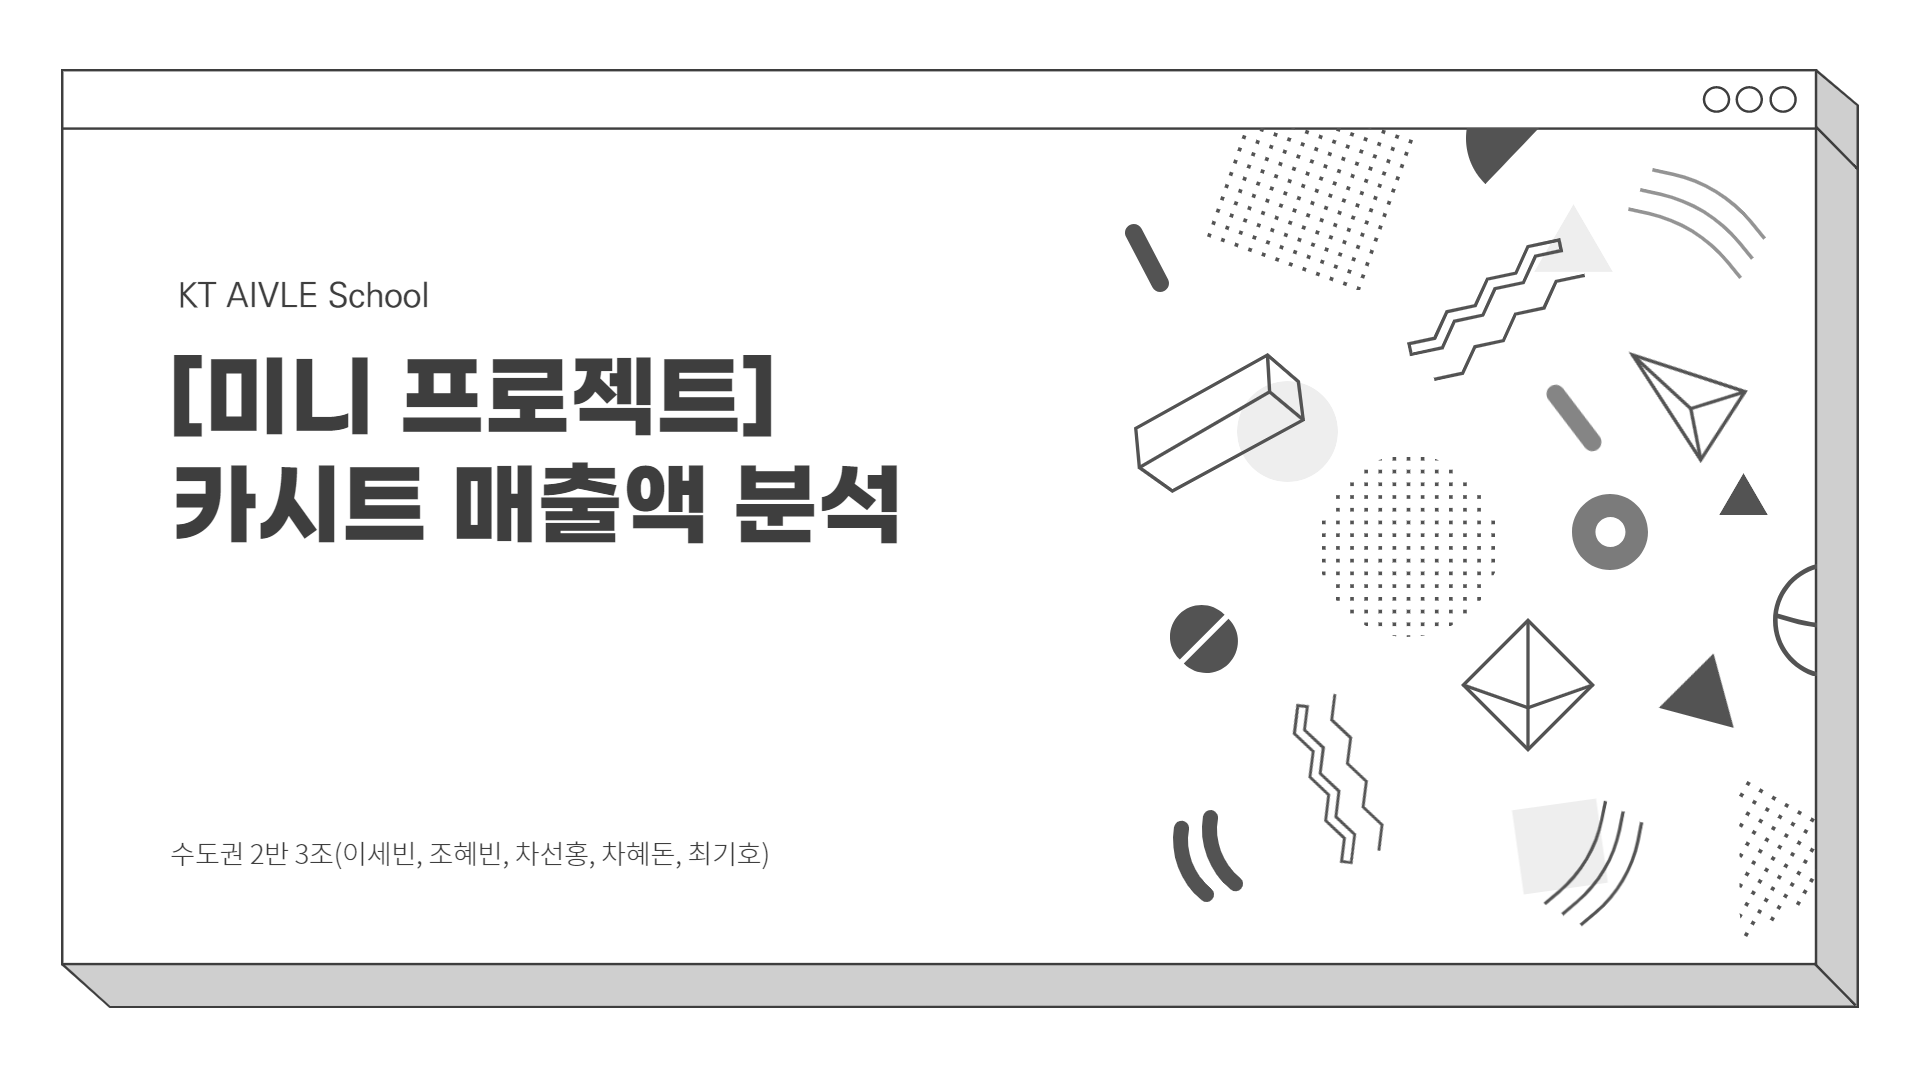 KT AIVLE School
[미니 프로젝트]
카시트 매출액 분석
수도권 2반 3조(이세빈, 조혜빈, 차선홍, 차혜돈, 최기호)